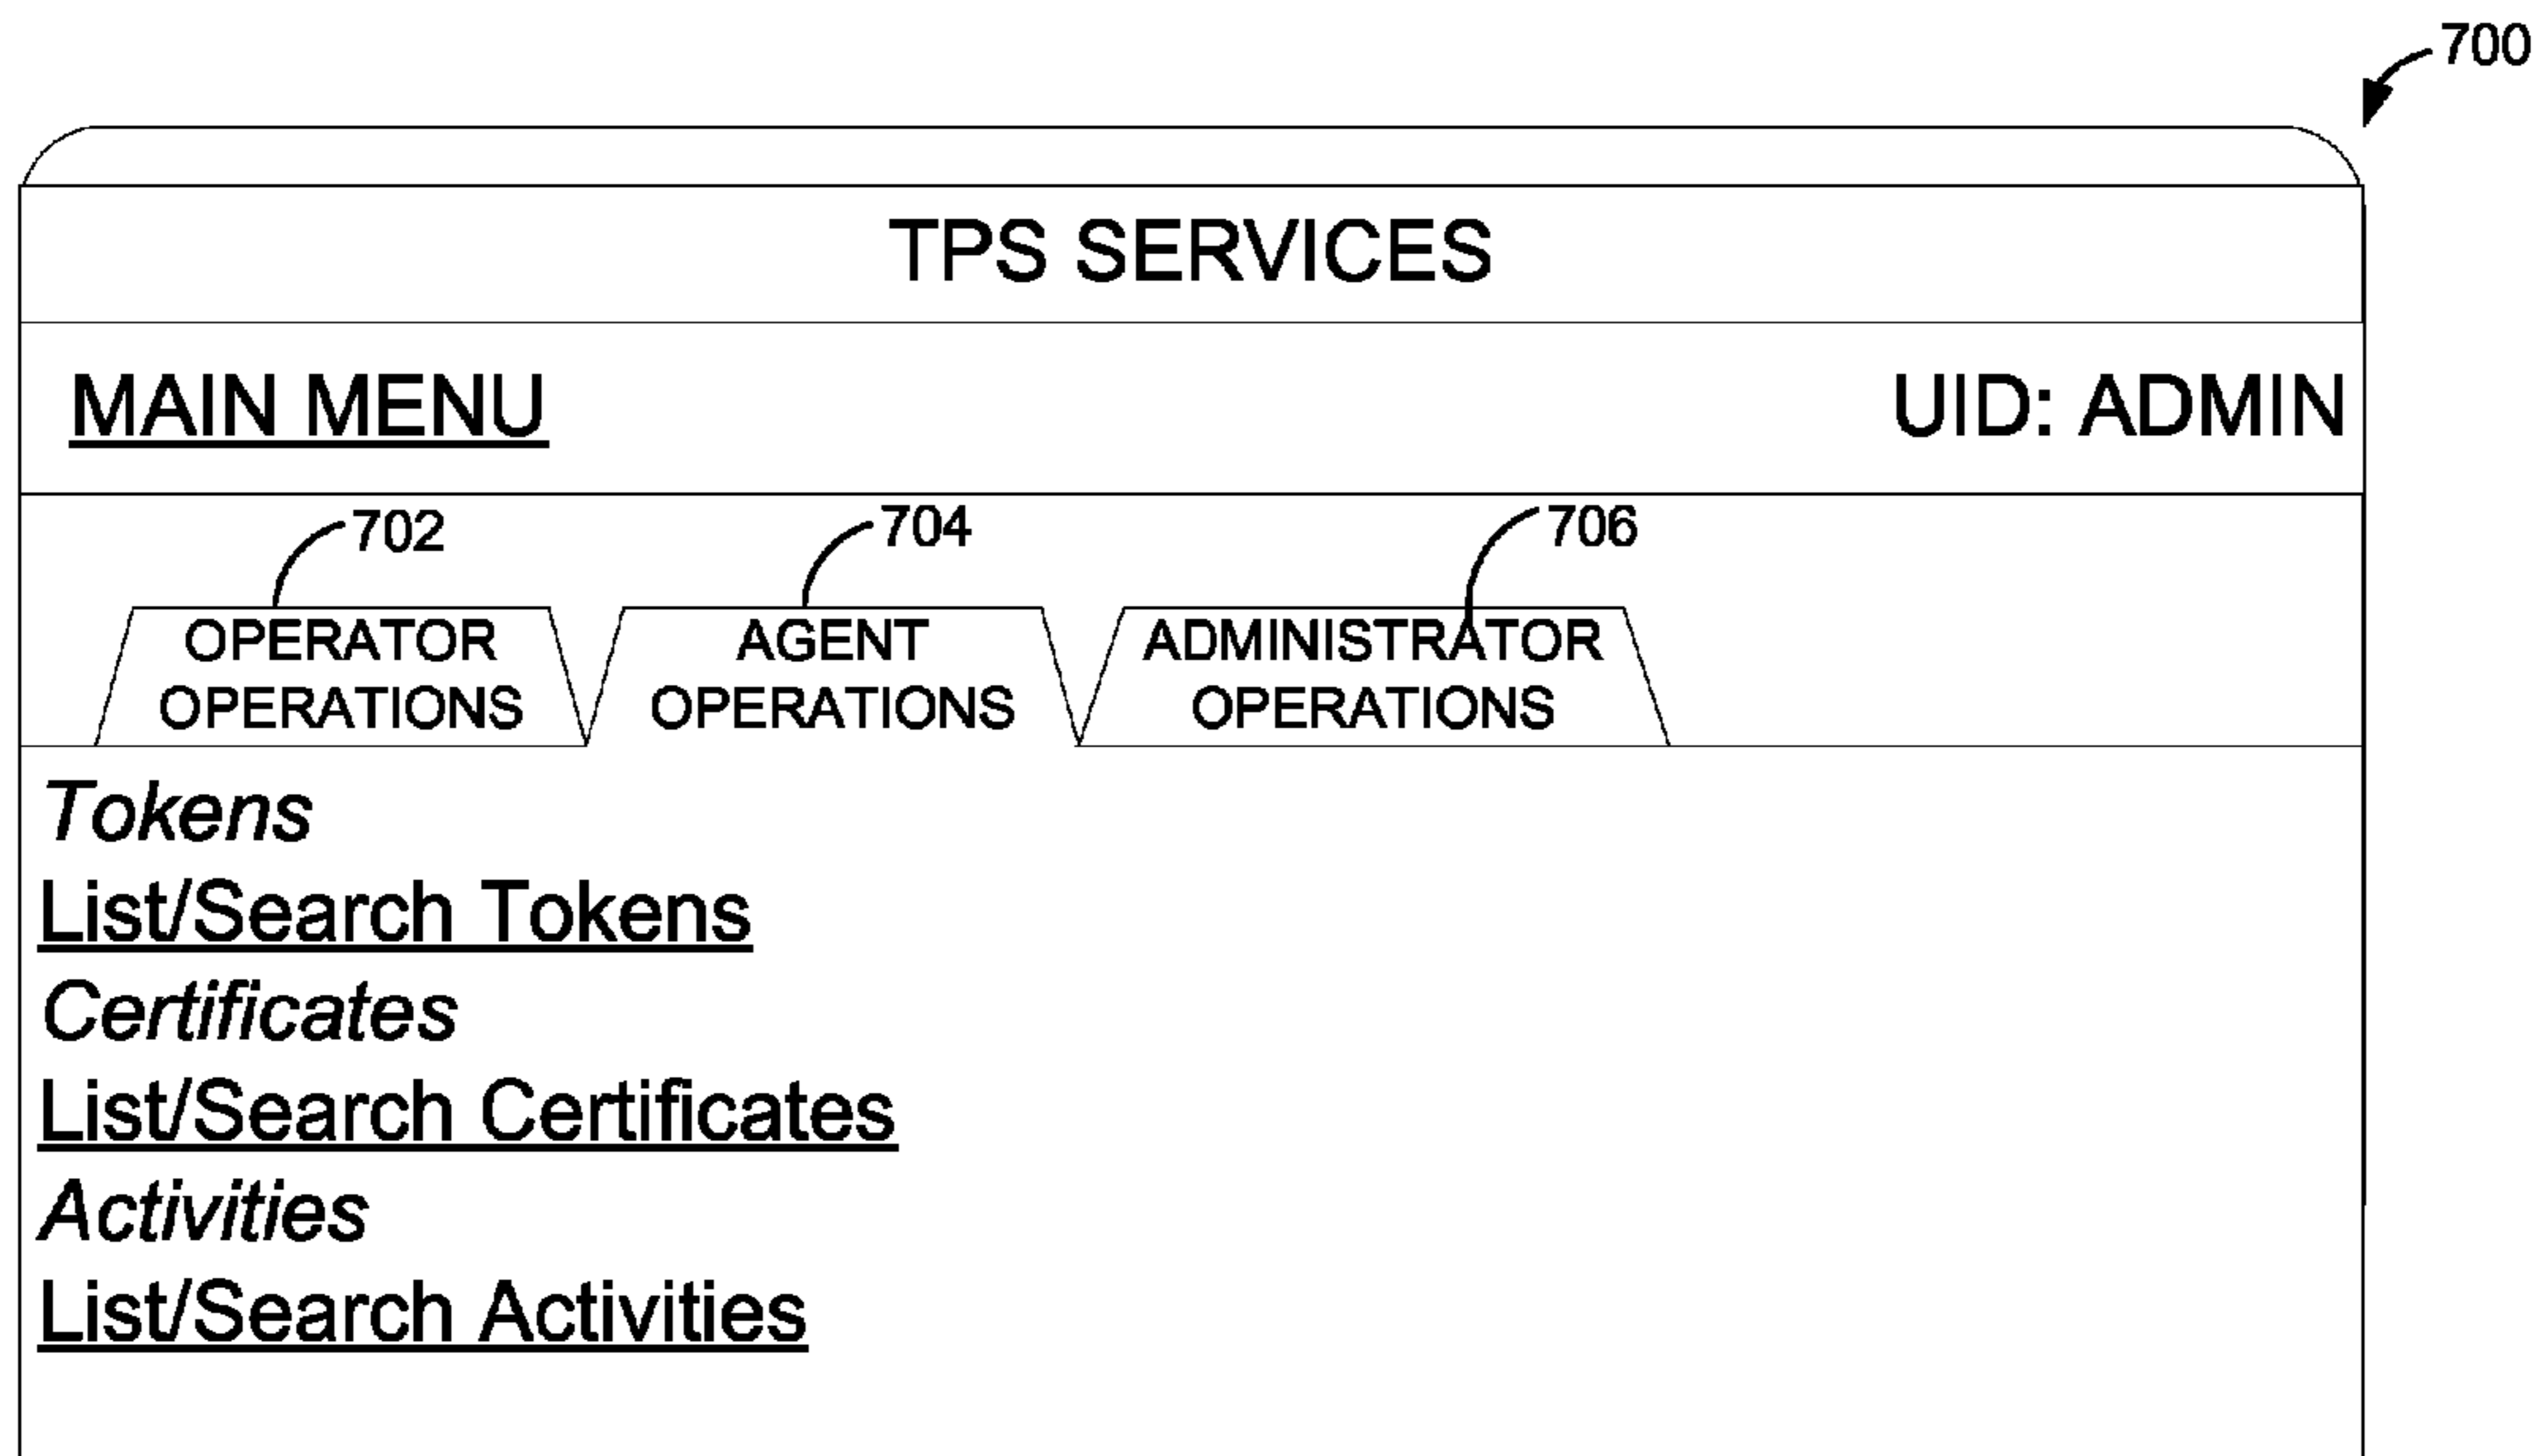 700
TPS SERVICES
MAIN MENU
UID: ADMIN
702
704
706
OPERATOR
OPERATIONS
AGENT
OPERATIONS
ADMINISTRATOR
OPERATIONS
Tokens
List/Search Tokens
Certificates
List/Search Certificates
Activities
List/Search Activities